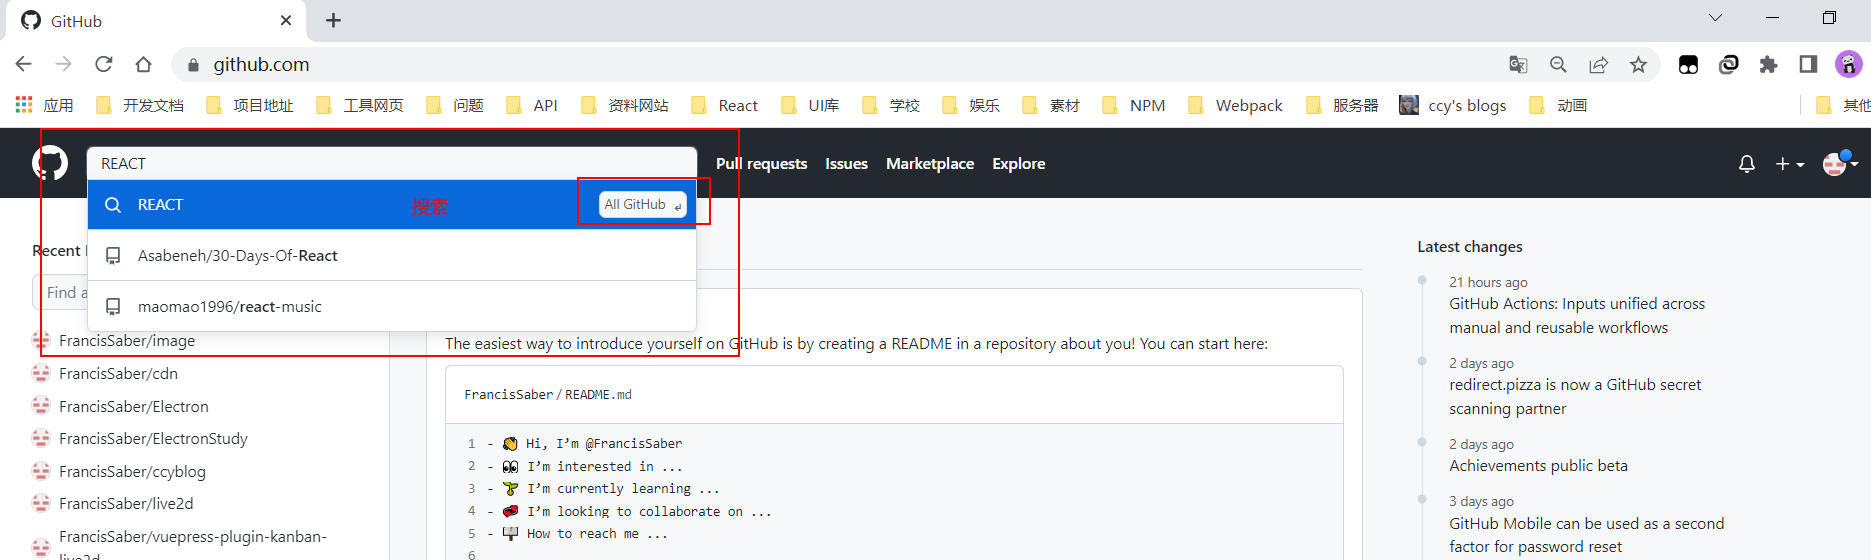 GitHub
github.com
应用 开发文档 项目地址 工具网页 问题 API 资料网站 React UI库 学校 娱乐 素材 NPM Webpack 服务器 ccy's blogs 动画 其他
REACT
Pull requests Issues Marketplace Explore
REACT 搜索 All GitHub
Asabeneh/30-Days-Of-React
maomao1996/react-music
Recent
Find a
FrancisSaber/image
FrancisSaber/cdn
FrancisSaber/Electron
FrancisSaber/ElectronStudy
FrancisSaber/ccyblog
FrancisSaber/live2d
FrancisSaber/vuepress-plugin-kanban-
live2d
The easiest way to introduce yourself on GitHub is by creating a README in a repository about you! You can start here:
FrancisSaber / README.md
1 - 👋 Hi, I’m @FrancisSaber
2 - 👀 I’m interested in ...
3 - 🌱 I’m currently learning ...
4 - 💞️ I’m looking to collaborate on ...
5 - 📫 How to reach me ...
6
Latest changes
21 hours ago
GitHub Actions: Inputs unified across
manual and reusable workflows
2 days ago
redirect.pizza is now a GitHub secret
scanning partner
2 days ago
Achievements public beta
3 days ago
GitHub Mobile can be used as a second
factor for password reset